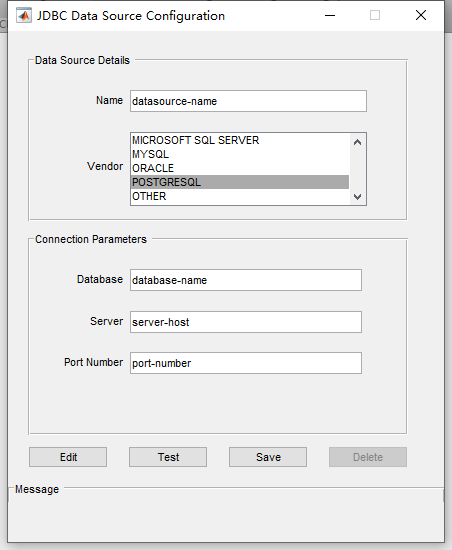 JDBC Data Source Configuration
Data Source Details
Name datasource-name
Vendor
MICROSOFT SQL SERVER
MYSQL
ORACLE
POSTGRESQL
OTHER
Connection Parameters
Database database-name
Server server-host
Port Number port-number
Edit Test Save Delete
Message